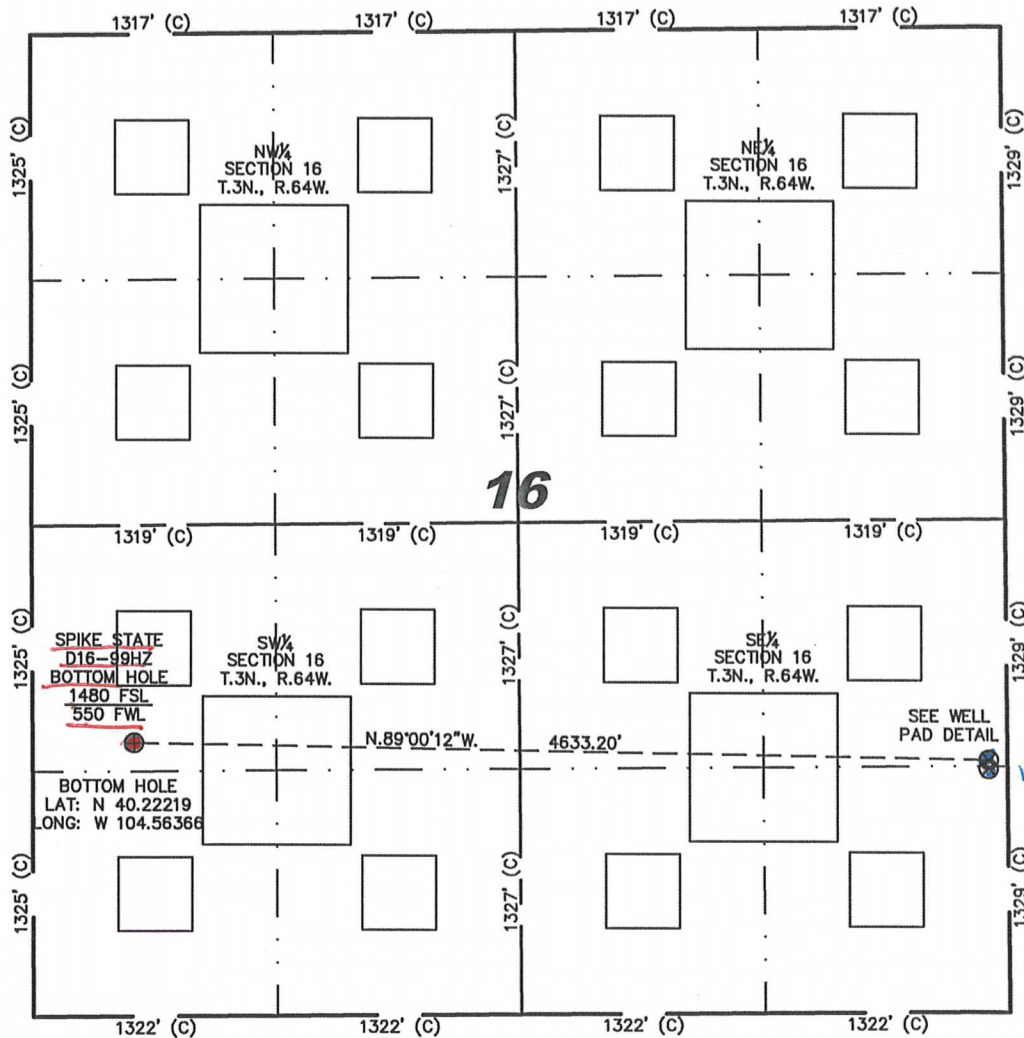 1317' (C)
1317' (C)
1317' (C)
1317' (C)
1325' (C)
1327' (C)
1329' (C)
NW¼
SECTION 16
T.3N., R.64W.
NE¼
SECTION 16
T.3N., R.64W.
1325' (C)
1327' (C)
1329' (C)
16
1319' (C)
1319' (C)
1319' (C)
1319' (C)
1325' (C)
1327' (C)
1329' (C)
SPIKE STATE
D16-99HZ
BOTTOM HOLE
1480 FSL
550 FWL
SW¼
SECTION 16
T.3N., R.64W.
SE¼
SECTION 16
T.3N., R.64W.
SEE WELL
PAD DETAIL
N.89°00'12"W.
4633.20'
BOTTOM HOLE
LAT: N 40.22219
LONG: W 104.56366
1325' (C)
1327' (C)
1329' (C)
1322' (C)
1322' (C)
1322' (C)
1322' (C)